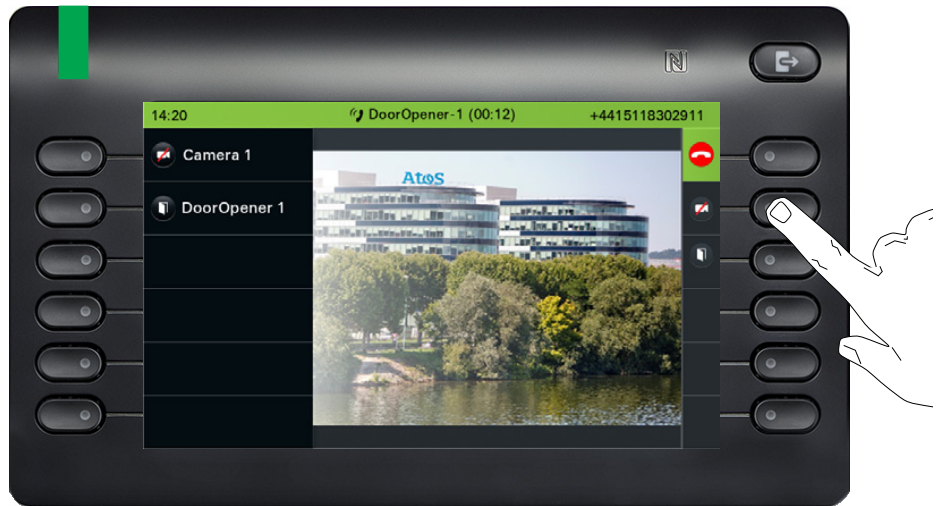 14:20
DoorOpener-1 (00:12)
+4415118302911
Camera 1
AtoS
DoorOpener 1